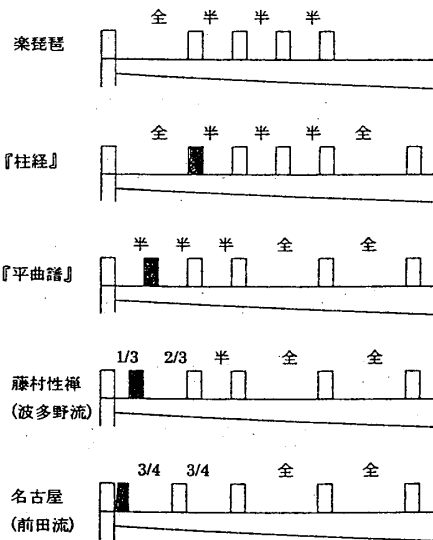 全 半 半 半
楽琵琶
全 半 半 半 全
『柱経』
半 半 半 全 全
『平曲譜』
1/3 2/3 半 全 全
藤村性禅
(波多野流)
3/4 3/4 全 全
名古屋
(前田流)